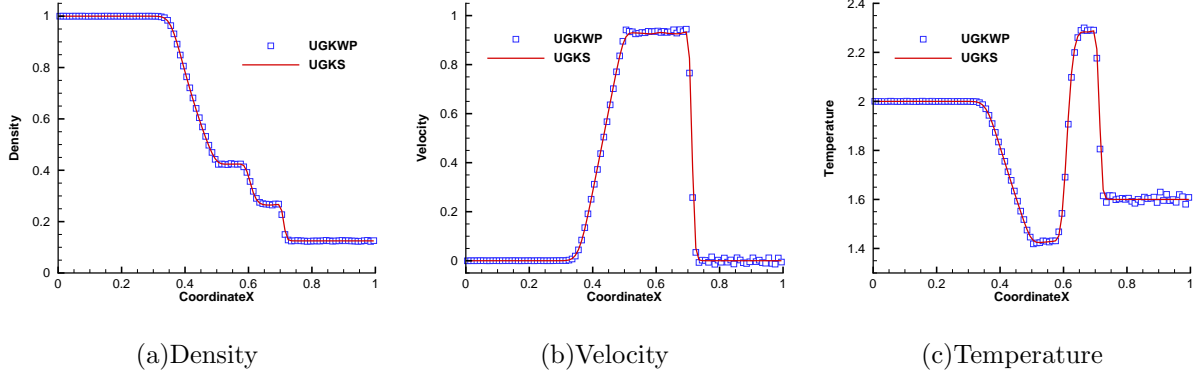 1
0.8
0.6
0.4
0.2
0
Density
0 0.2 0.4 0.6 0.8 1
CoordinateX
UGKWP
UGKS
(a)Density
1
0.8
0.6
0.4
0.2
0
Velocity
0 0.2 0.4 0.6 0.8 1
CoordinateX
UGKWP
UGKS
(b)Velocity
2.4
2.2
2
1.8
1.6
1.4
Temperature
0 0.2 0.4 0.6 0.8 1
CoordinateX
UGKWP
UGKS
(c)Temperature